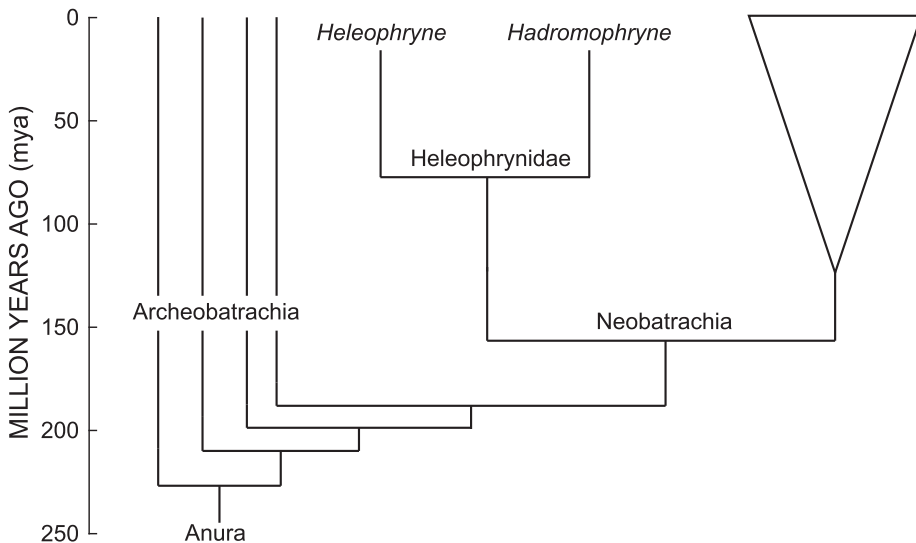 0
Heleophryne
Hadromophryne
50
Heleophrynidae
100
Archeobatrachia
Neobatrachia
150
200
250
Anura
MILLION YEARS AGO (mya)